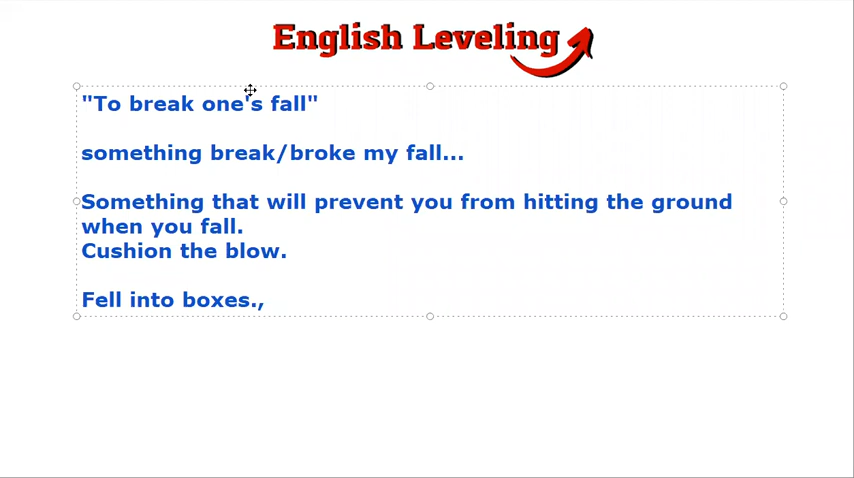 English Leveling
"To break one's fall"
something break/broke my fall...
Something that will prevent you from hitting the ground
when you fall.
Cushion the blow.
Fell into boxes.,